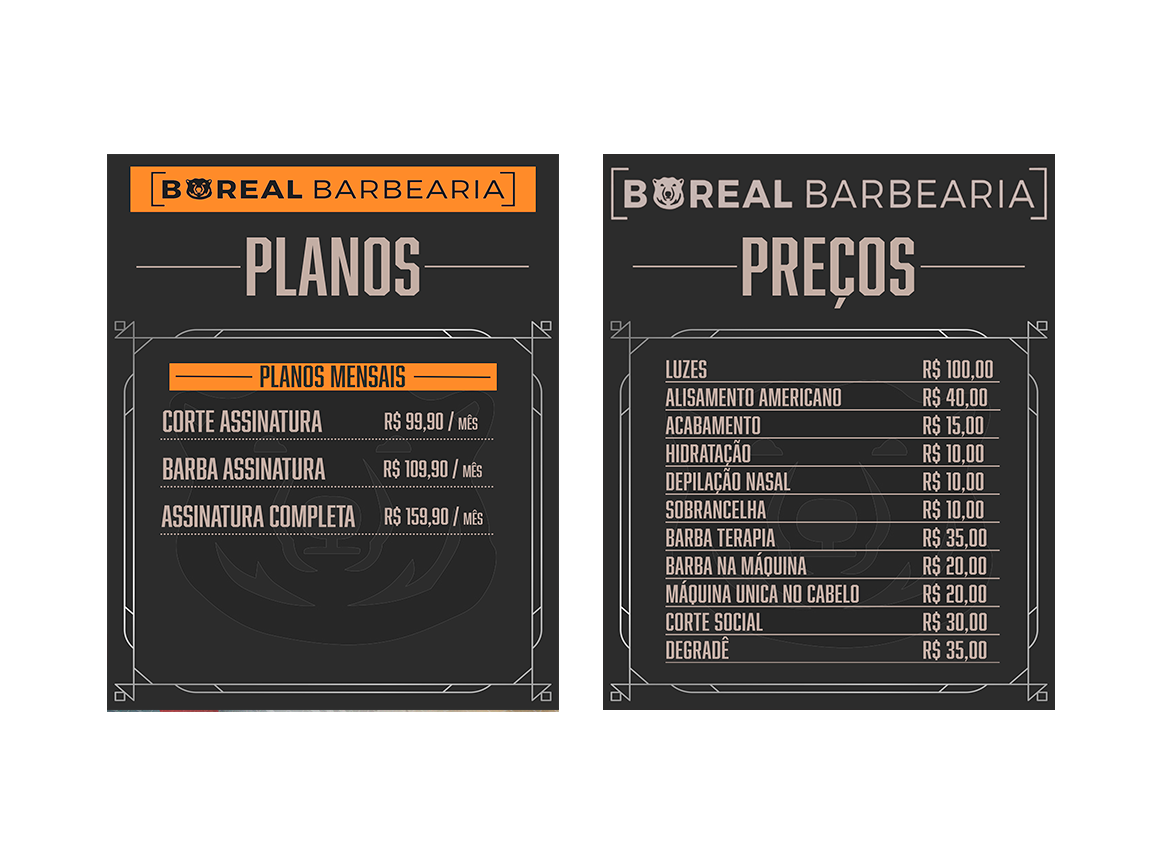 BOREAL BARBEARIA
PLANOS
PLANOS MENSAIS
CORTE ASSINATURA R$ 99,90 / MÊS
BARBA ASSINATURA R$ 109,90 / MÊS
ASSINATURA COMPLETA R$ 159,90 / MÊS
BOREAL BARBEARIA
PREÇOS
LUZES R$ 100,00
ALISAMENTO AMERICANO R$ 40,00
ACABAMENTO R$ 15,00
HIDRATAÇÃO R$ 10,00
DEPILAÇÃO NASAL R$ 10,00
SOBRANCELHA R$ 10,00
BARBA TERAPIA R$ 35,00
BARBA NA MÁQUINA R$ 20,00
MÁQUINA UNICA NO CABELO R$ 20,00
CORTE SOCIAL R$ 30,00
DEGRADÊ R$ 35,00